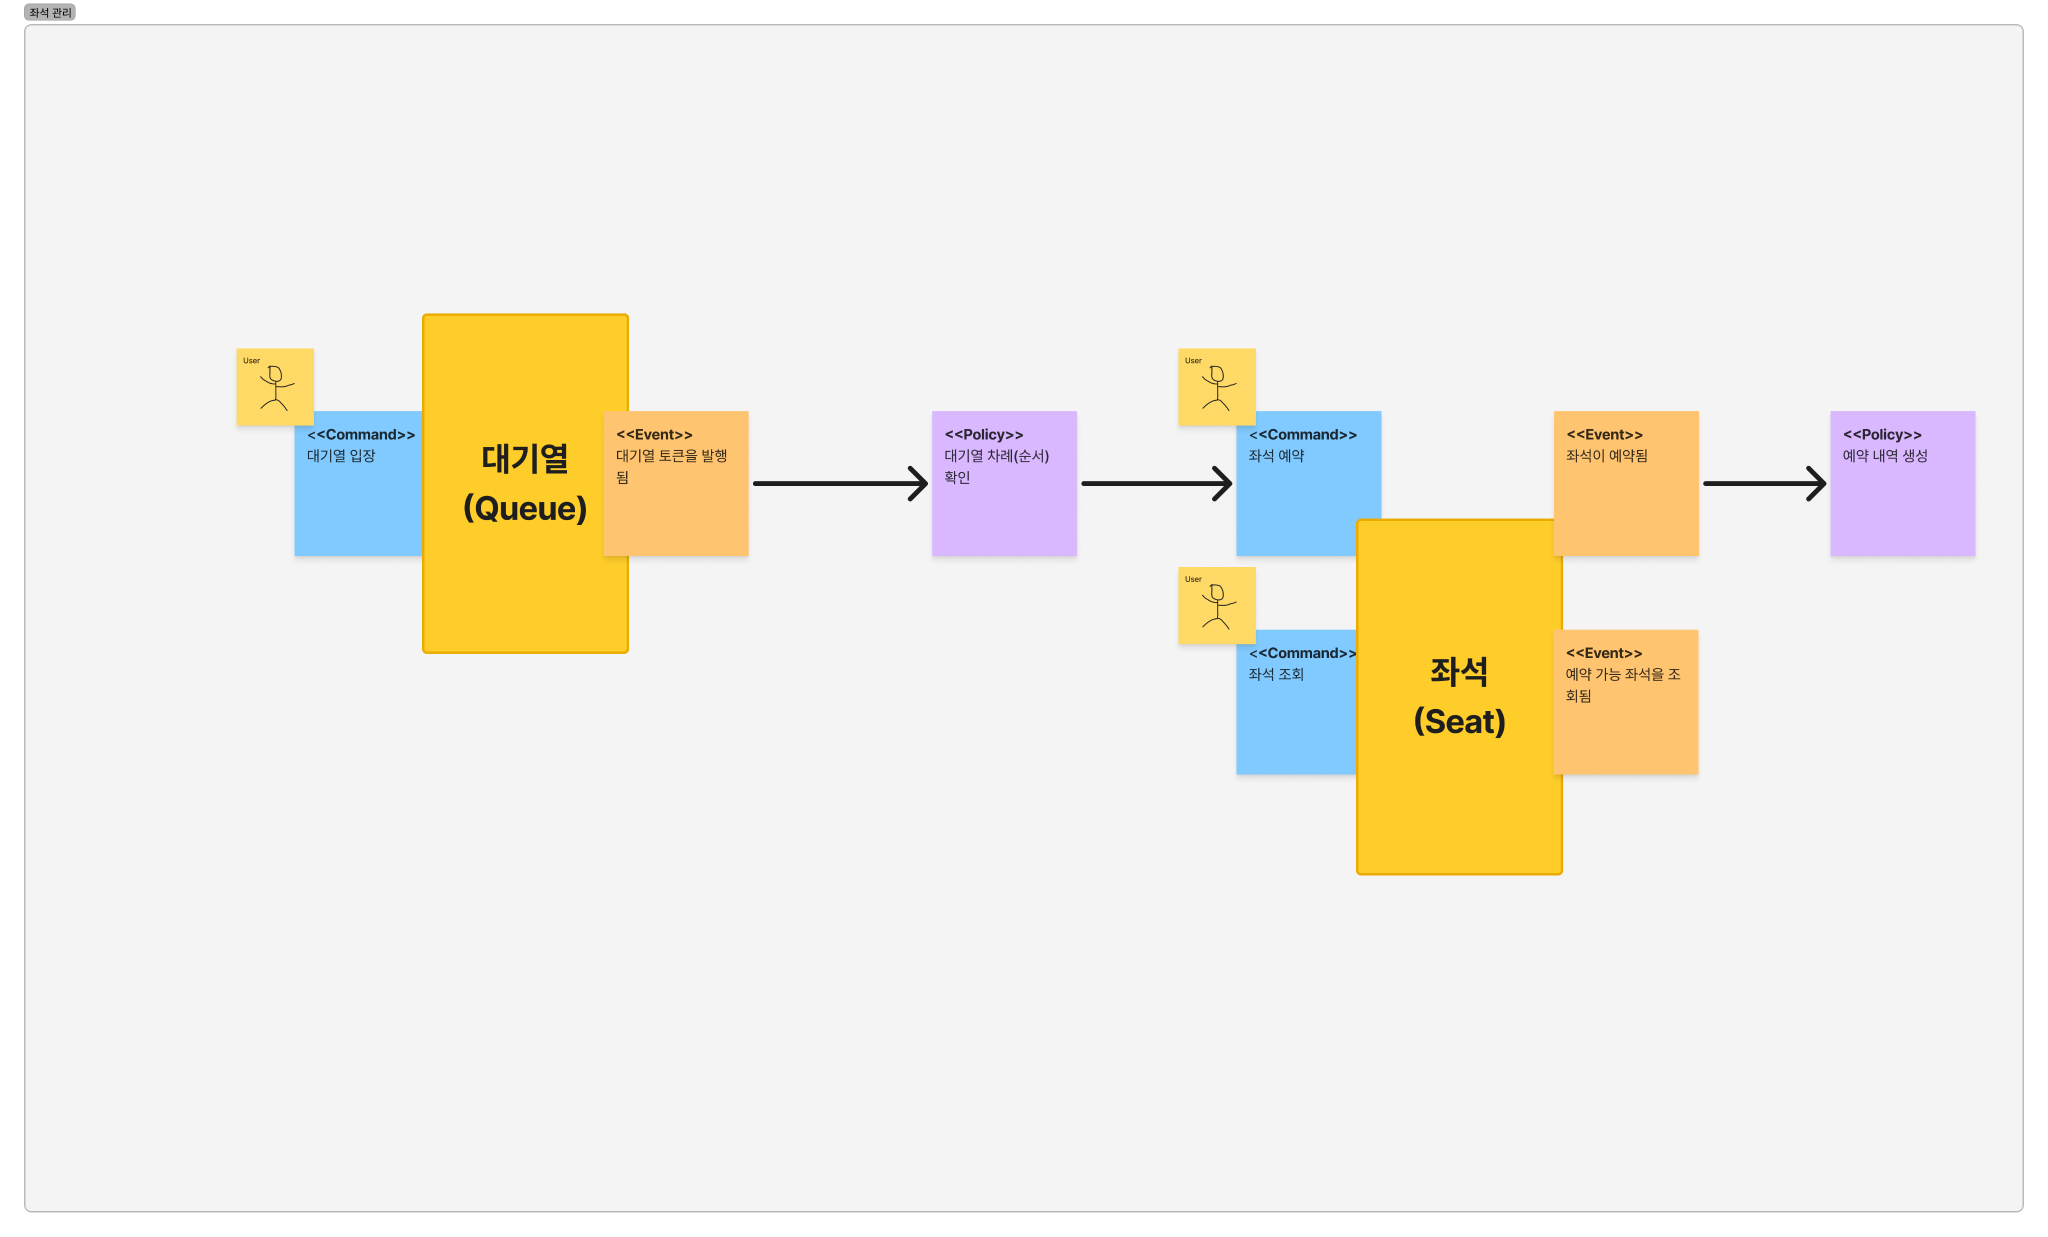 좌석 관리
User
<<Command>>
대기열 입장
대기열
(Queue)
<<Event>>
대기열 토큰을 발행
됨
<<Policy>>
대기열 차례(순서)
확인
User
<<Command>>
좌석 예약
<<Event>>
좌석이 예약됨
<<Policy>>
예약 내역 생성
User
<<Command>>
좌석 조회
좌석
(Seat)
<<Event>>
예약 가능 좌석을 조
회됨